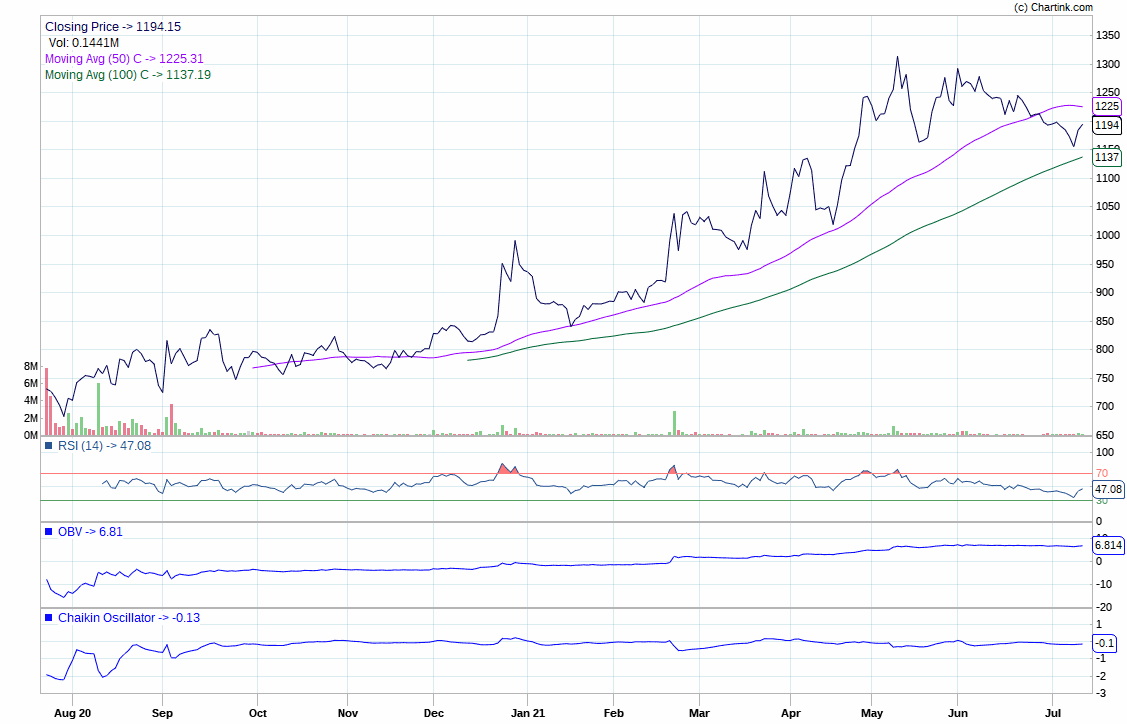 (c) Chartink.com
Closing Price -> 1194.15
Vol: 0.1441M
Moving Avg (50) C -> 1225.31
Moving Avg (100) C -> 1137.19
1350
1300
1250
1225
1194
1150
1137
1100
1050
1000
950
900
850
800
750
700
650
8M
6M
4M
2M
0M
RSI (14) -> 47.08
100
70
47.08
30
0
OBV -> 6.81
10
6.814
0
-10
-20
Chaikin Oscillator -> -0.13
1
-0.1
-1
-2
-3
Aug 20 Sep Oct Nov Dec Jan 21 Feb Mar Apr May Jun Jul